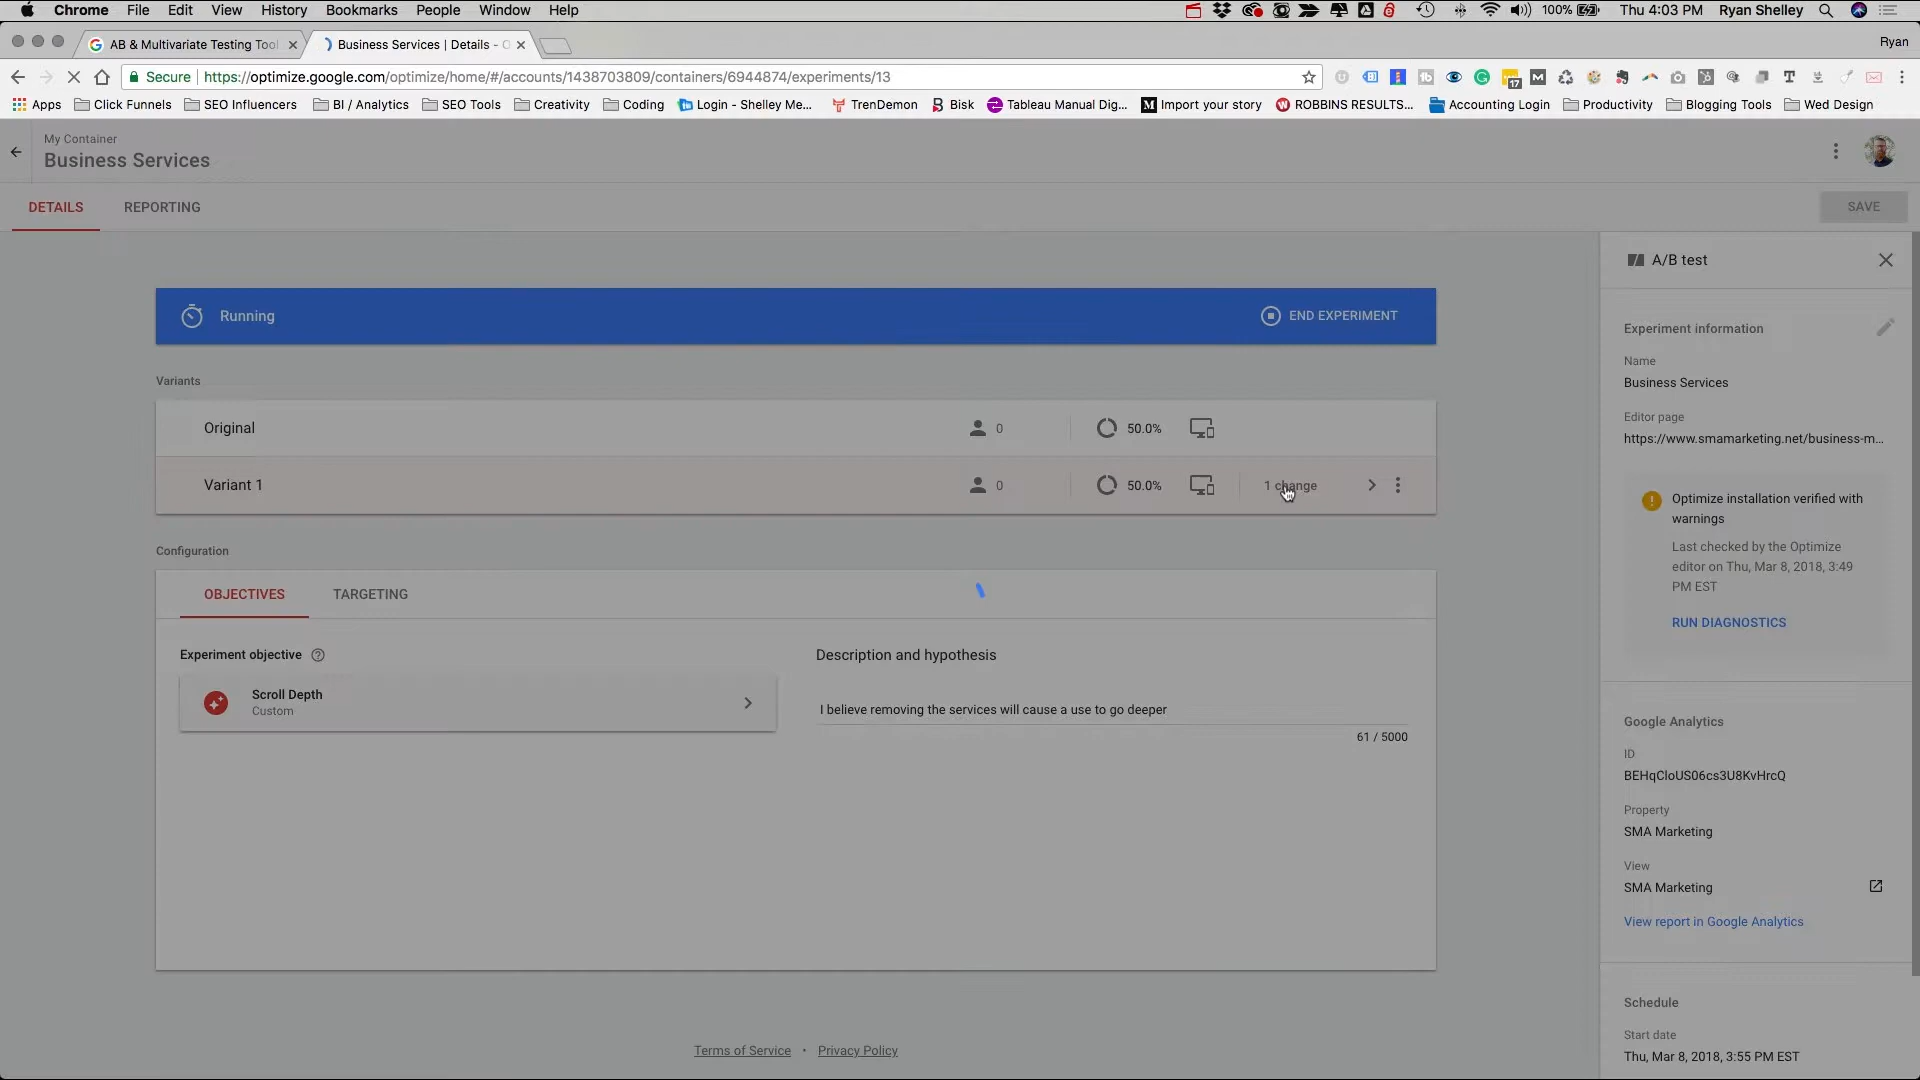 Chrome File Edit View History Bookmarks People Window Help 100% Thu 4:03 PM Ryan Shelley
AB & Multivariate Testing Tool Business Services | Details - O Ryan
Secure https://optimize.google.com/optimize/home/#/accounts/1438703809/containers/6944874/experiments/13 17
Apps Click Funnels SEO Influencers BI / Analytics SEO Tools Creativity Coding Login - Shelley Me... TrenDemon Bisk Tableau Manual Dig... Import your story ROBBINS RESULTS... Accounting Login Productivity Blogging Tools Wed Design
My Container
Business Services
DETAILS REPORTING SAVE
A/B test
Running END EXPERIMENT
Experiment information
Name
Business Services
Variants
Editor page
https://www.smamarketing.net/business-m...
Original 0 50.0%
Variant 1 0 50.0% 1 change
Optimize installation verified with
warnings
Last checked by the Optimize
editor on Thu, Mar 8, 2018, 3:49
PM EST
RUN DIAGNOSTICS
Configuration
OBJECTIVES TARGETING
Experiment objective
Scroll Depth
Custom
Description and hypothesis
I believe removing the services will cause a use to go deeper
61 / 5000
Google Analytics
ID
BEHqCloUS06cs3U8KvHrcQ
Property
SMA Marketing
View
SMA Marketing
View report in Google Analytics
Schedule
Start date
Thu, Mar 8, 2018, 3:55 PM EST
Terms of Service • Privacy Policy